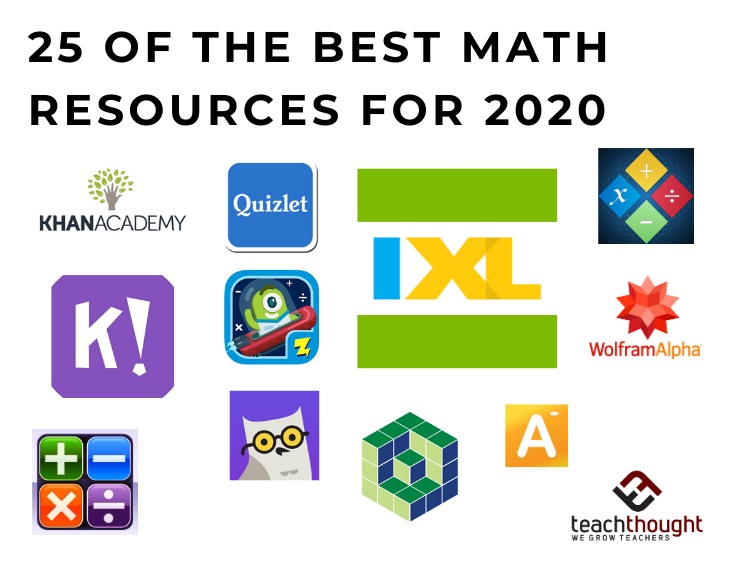 25 OF THE BEST MATH
RESOURCES FOR 2020
KHANACADEMY
Quizlet
IXL
x + ÷ −
K!
− + ÷ × Z
WolframAlpha
+ −
× ÷
A
teachthought
WE GROW TEACHERS